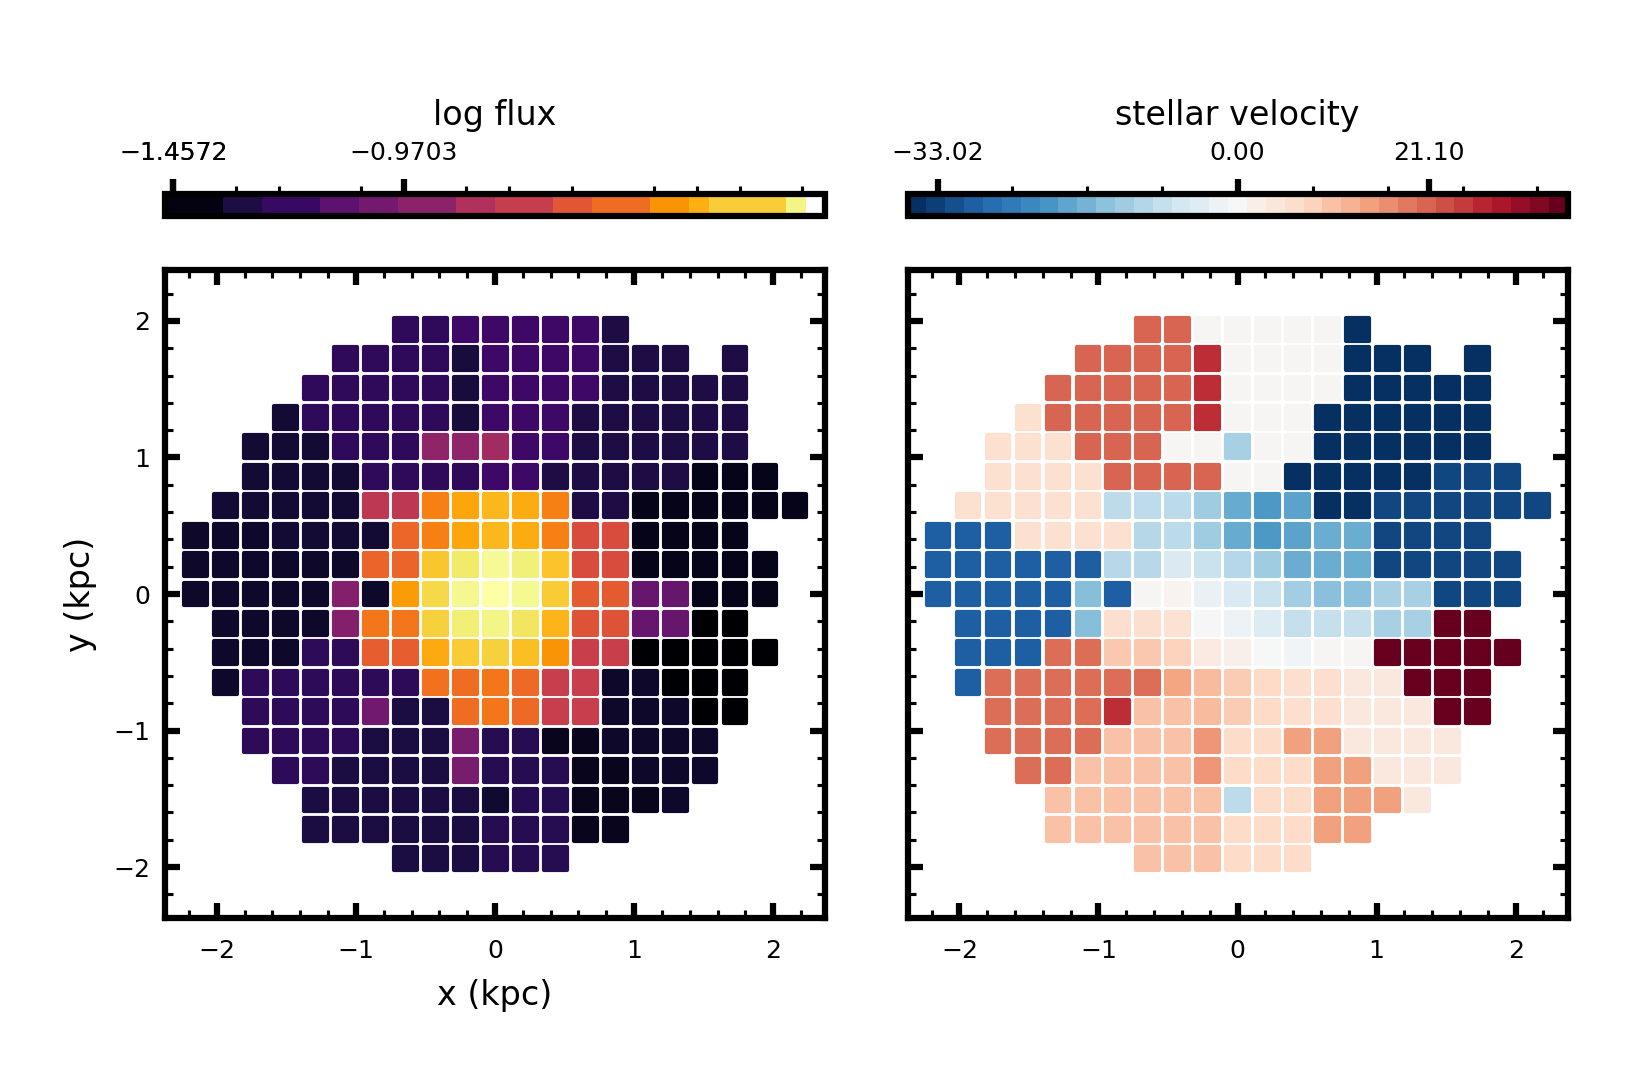 log flux
stellar velocity
−1.4572 −0.9703
−33.02 0.00 21.10
2
1
0
−1
−2
y (kpc)
−2 −1 0 1 2
−2 −1 0 1 2
x (kpc)